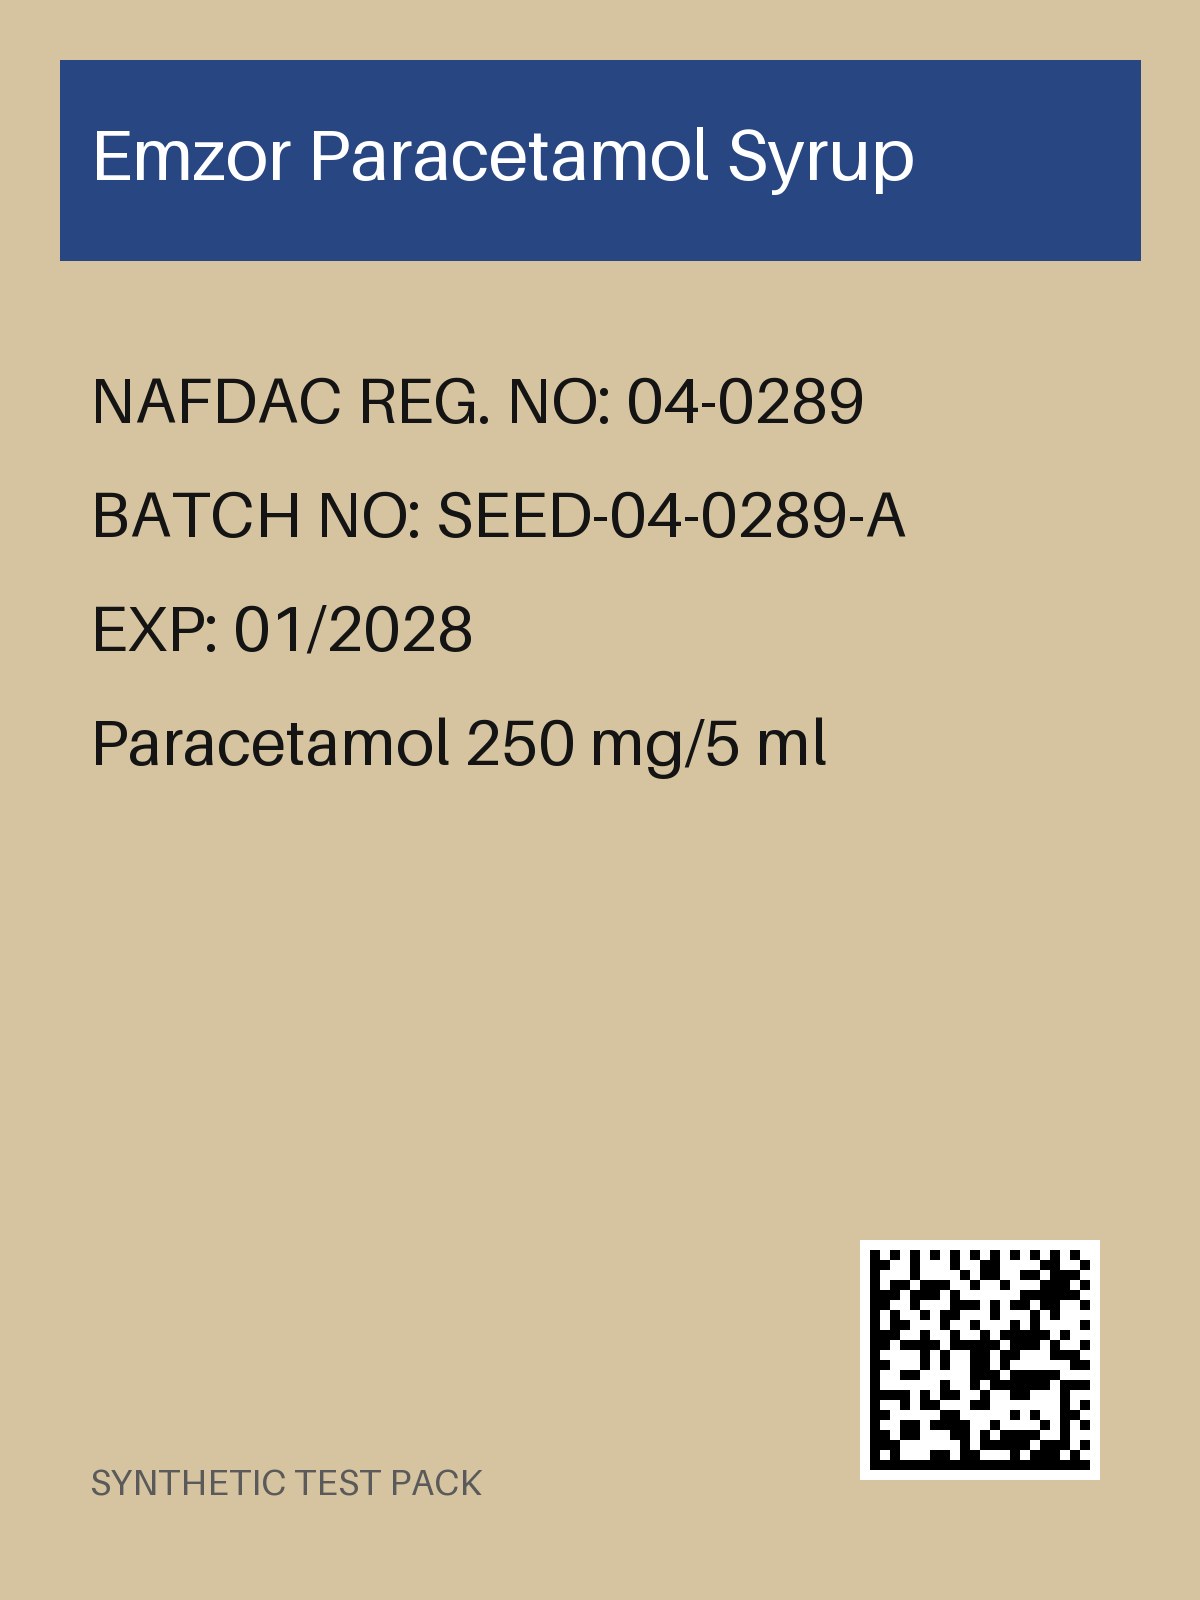 Emzor Paracetamol Syrup
NAFDAC REG. NO: 04-0289
BATCH NO: SEED-04-0289-A
EXP: 01/2028
Paracetamol 250 mg/5 ml
SYNTHETIC TEST PACK